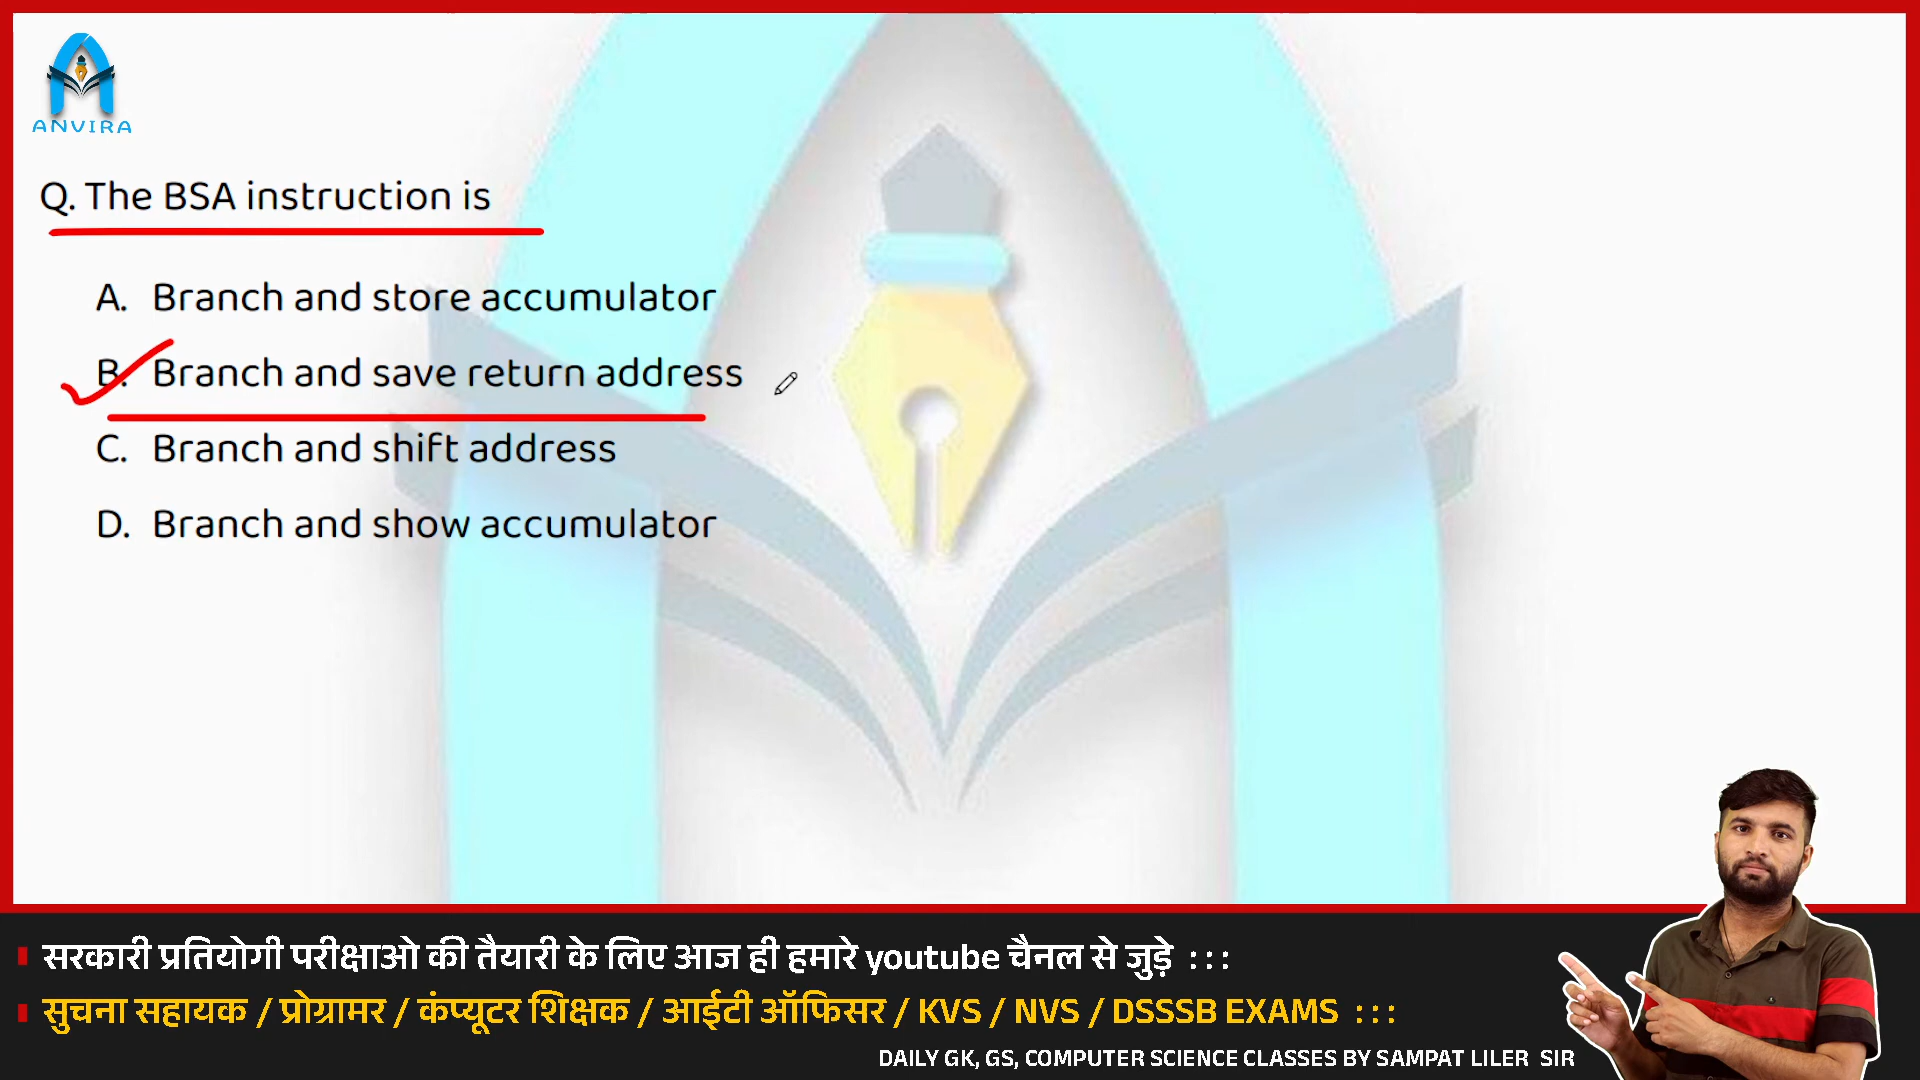 ANVIRA
Q. The BSA instruction is
A. Branch and store accumulator
B. Branch and save return address
C. Branch and shift address
D. Branch and show accumulator
सरकारी प्रतियोगी परीक्षाओ की तैयारी के लिए आज ही हमारे youtube चैनल से जुड़े :::
सुचना सहायक / प्रोग्रामर / कंप्यूटर शिक्षक / आईटी ऑफिसर / KVS / NVS / DSSSB EXAMS :::
DAILY GK, GS, COMPUTER SCIENCE CLASSES BY SAMPAT LILER SIR